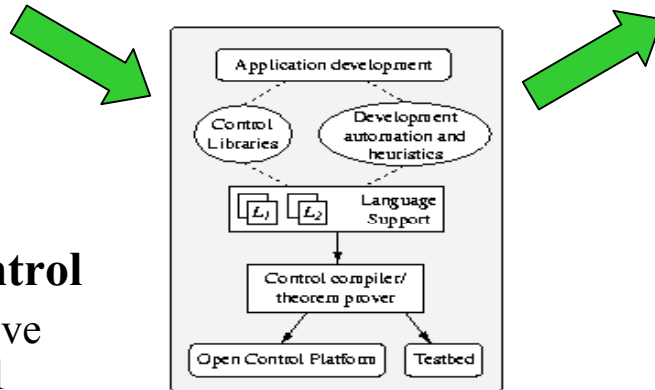 Application development
Control
Libraries
Development
automation and
heuristics
L1 L2
Language
Support
ntrol
Control compiler/
theorem prover
ve
Open Control Platform
Testbed